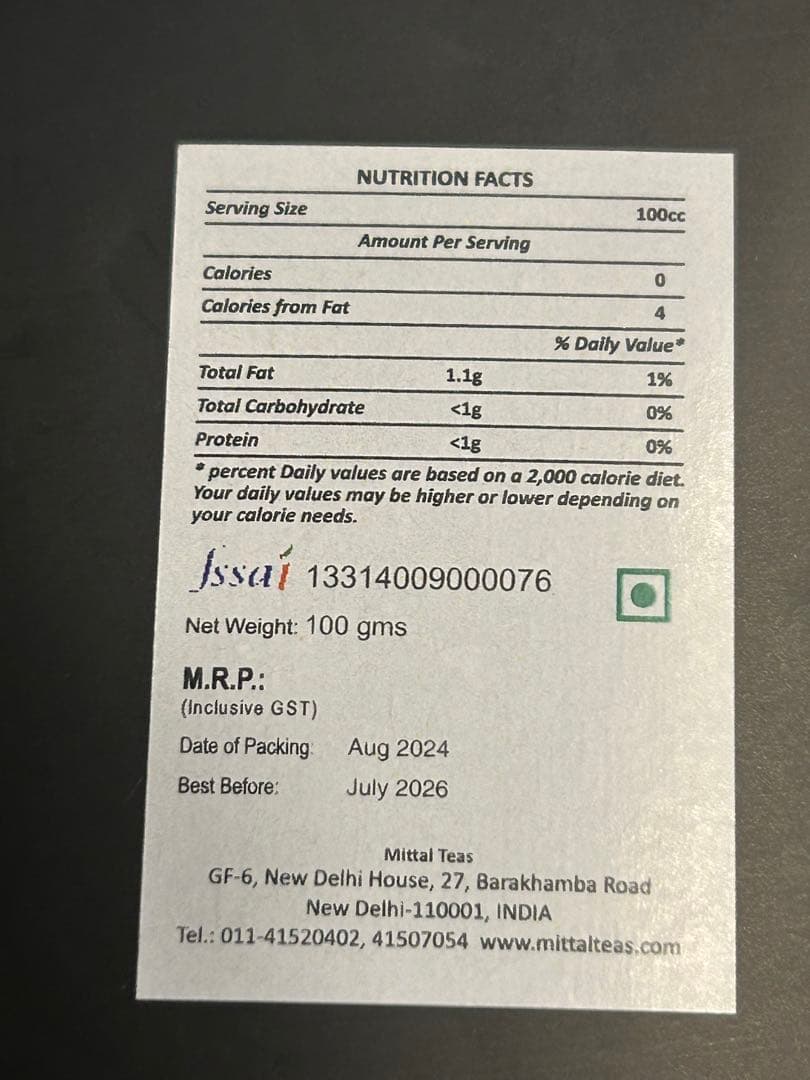 NUTRITION FACTS
Serving Size 100cc
Amount Per Serving
Calories 0
Calories from Fat 4
% Daily Value*
Total Fat 1.1g 1%
Total Carbohydrate <1g 0%
Protein <1g 0%
* percent Daily values are based on a 2,000 calorie diet.
Your daily values may be higher or lower depending on
your calorie needs.
fssai 13314009000076
Net Weight: 100 gms
M.R.P.:
(Inclusive GST)
Date of Packing: Aug 2024
Best Before: July 2026
Mittal Teas
GF-6, New Delhi House, 27, Barakhamba Road
New Delhi-110001, INDIA
Tel.: 011-41520402, 41507054 www.mittalteas.com